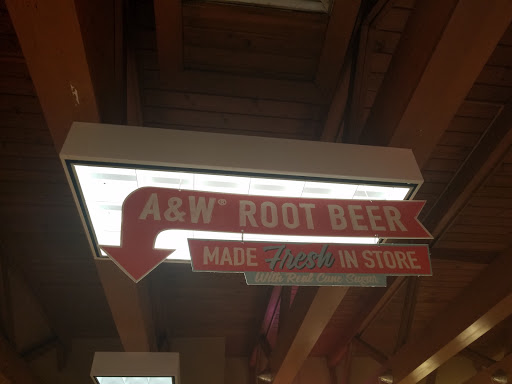 A&W® ROOT BEER
MADE Fresh IN STORE
With Real Cane Sugar